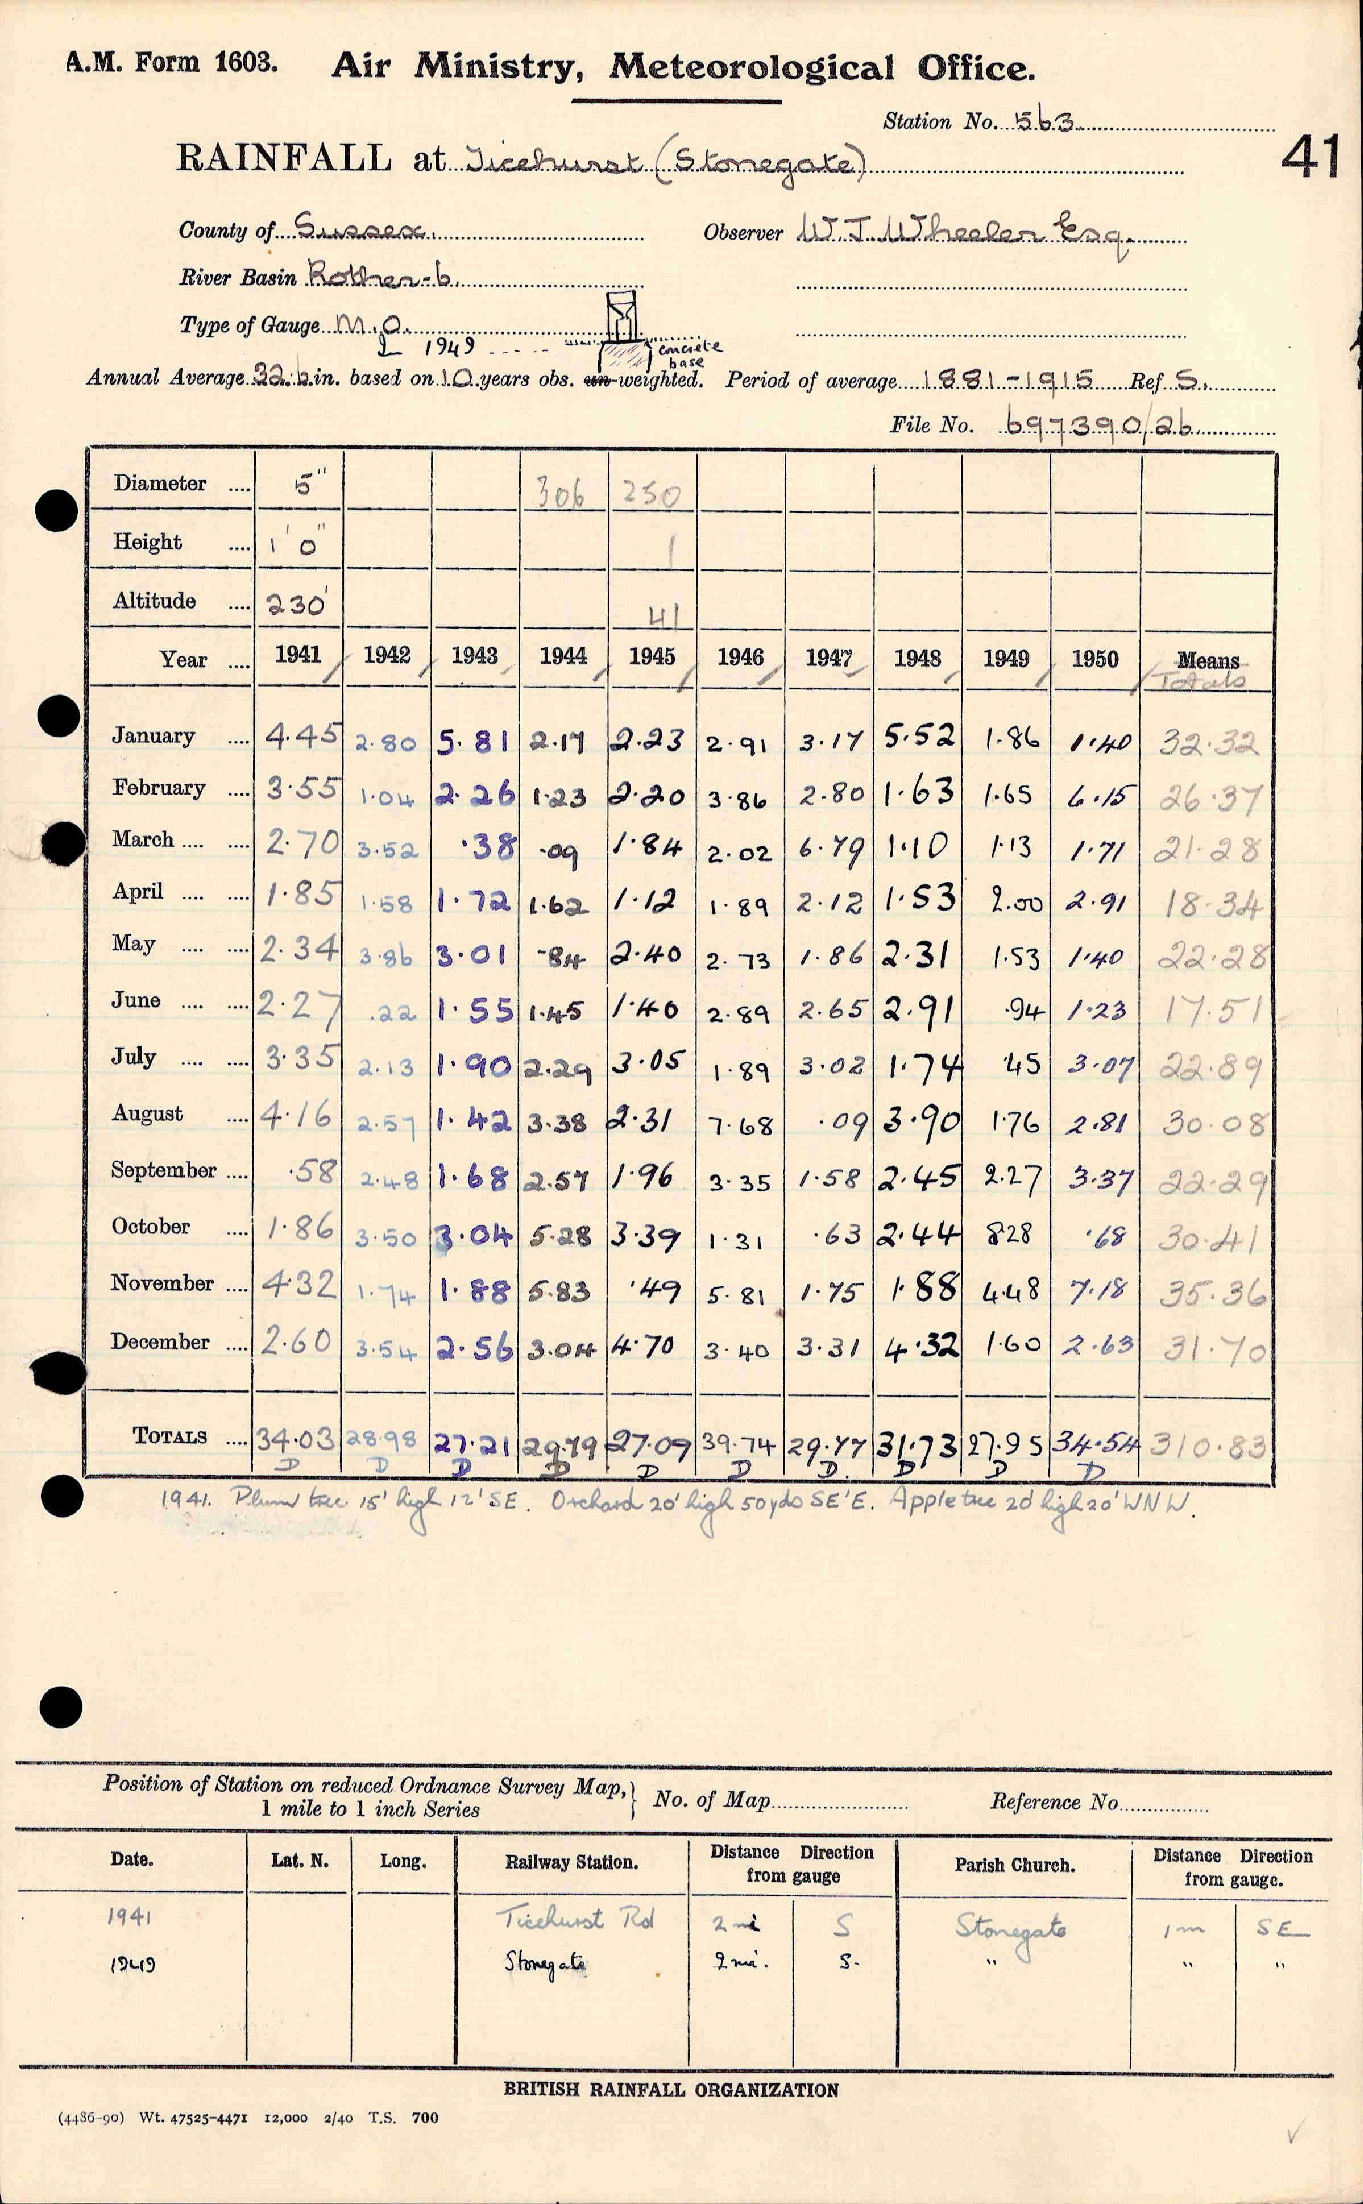 A.M. Form 1603. Air Ministry, Meteorological Office.
Station No. 563
41
RAINFALL at Ticehurst (Stonegate)
County of Sussex. Observer W. J. Wheeler Esq.
River Basin Rother-6
Type of Gauge M.O.
1949 concrete base
Annual Average 32.6 in. based on 10 years obs. un-weighted. Period of average 1881-1915 Ref S.
File No. 697390/26
Diameter .... 5" 306 250
Height .... 1' 0" 1
Altitude .... 230' 41
Year .... 1941 1942 1943 1944 1945 1946 1947 1948 1949 1950 Means
Totals
January .... 4.45 2.80 5.81 2.17 2.23 2.91 3.17 5.52 1.86 1.40 32.32
February .... 3.55 1.04 2.26 1.23 2.20 3.86 2.80 1.63 1.65 6.15 26.37
March .... .... 2.70 3.52 .38 .09 1.84 2.02 6.79 1.10 1.13 1.71 21.28
April .... .... 1.85 1.58 1.72 1.62 1.12 1.89 2.12 1.53 2.00 2.91 18.34
May .... .... 2.34 3.86 3.01 .84 2.40 2.73 1.86 2.31 1.53 1.40 22.28
June .... .... 2.27 .22 1.55 1.45 1.40 2.89 2.65 2.91 .94 1.23 17.51
July .... .... 3.35 2.13 1.90 2.29 3.05 1.89 3.02 1.74 .45 3.07 22.89
August .... 4.16 2.57 1.42 3.38 2.31 7.68 .09 3.90 1.76 2.81 30.08
September .... .58 2.48 1.68 2.57 1.96 3.35 1.58 2.45 2.27 3.37 22.29
October .... 1.86 3.50 3.04 5.28 3.39 1.31 .63 2.44 8.28 .68 30.41
November .... 4.32 1.74 1.88 5.83 .49 5.81 1.75 1.88 4.48 7.18 35.36
December .... 2.60 3.54 2.56 3.04 4.70 3.40 3.31 4.32 1.60 2.63 31.70
TOTALS .... 34.03 28.98 27.21 29.79 27.09 39.74 29.77 31.73 27.95 34.54 310.83
D D D D D D D D D D
1941. Plum tree 15' high 12' SE. Orchard 20' high 50yds SE'E. Apple tree 20' high 20' WNW.
Position of Station on reduced Ordnance Survey Map, 1 mile to 1 inch Series } No. of Map Reference No.
Date. Lat. N. Long. Railway Station. Distance Direction from gauge Parish Church. Distance Direction from gauge.
1941 Ticehurst Rd 2 mi S Stonegate 1m SE
1949 Stonegate 2 mi. S. " " "
BRITISH RAINFALL ORGANIZATION
(4486-90) Wt. 47525-4471 12,000 2/40 T.S. 700